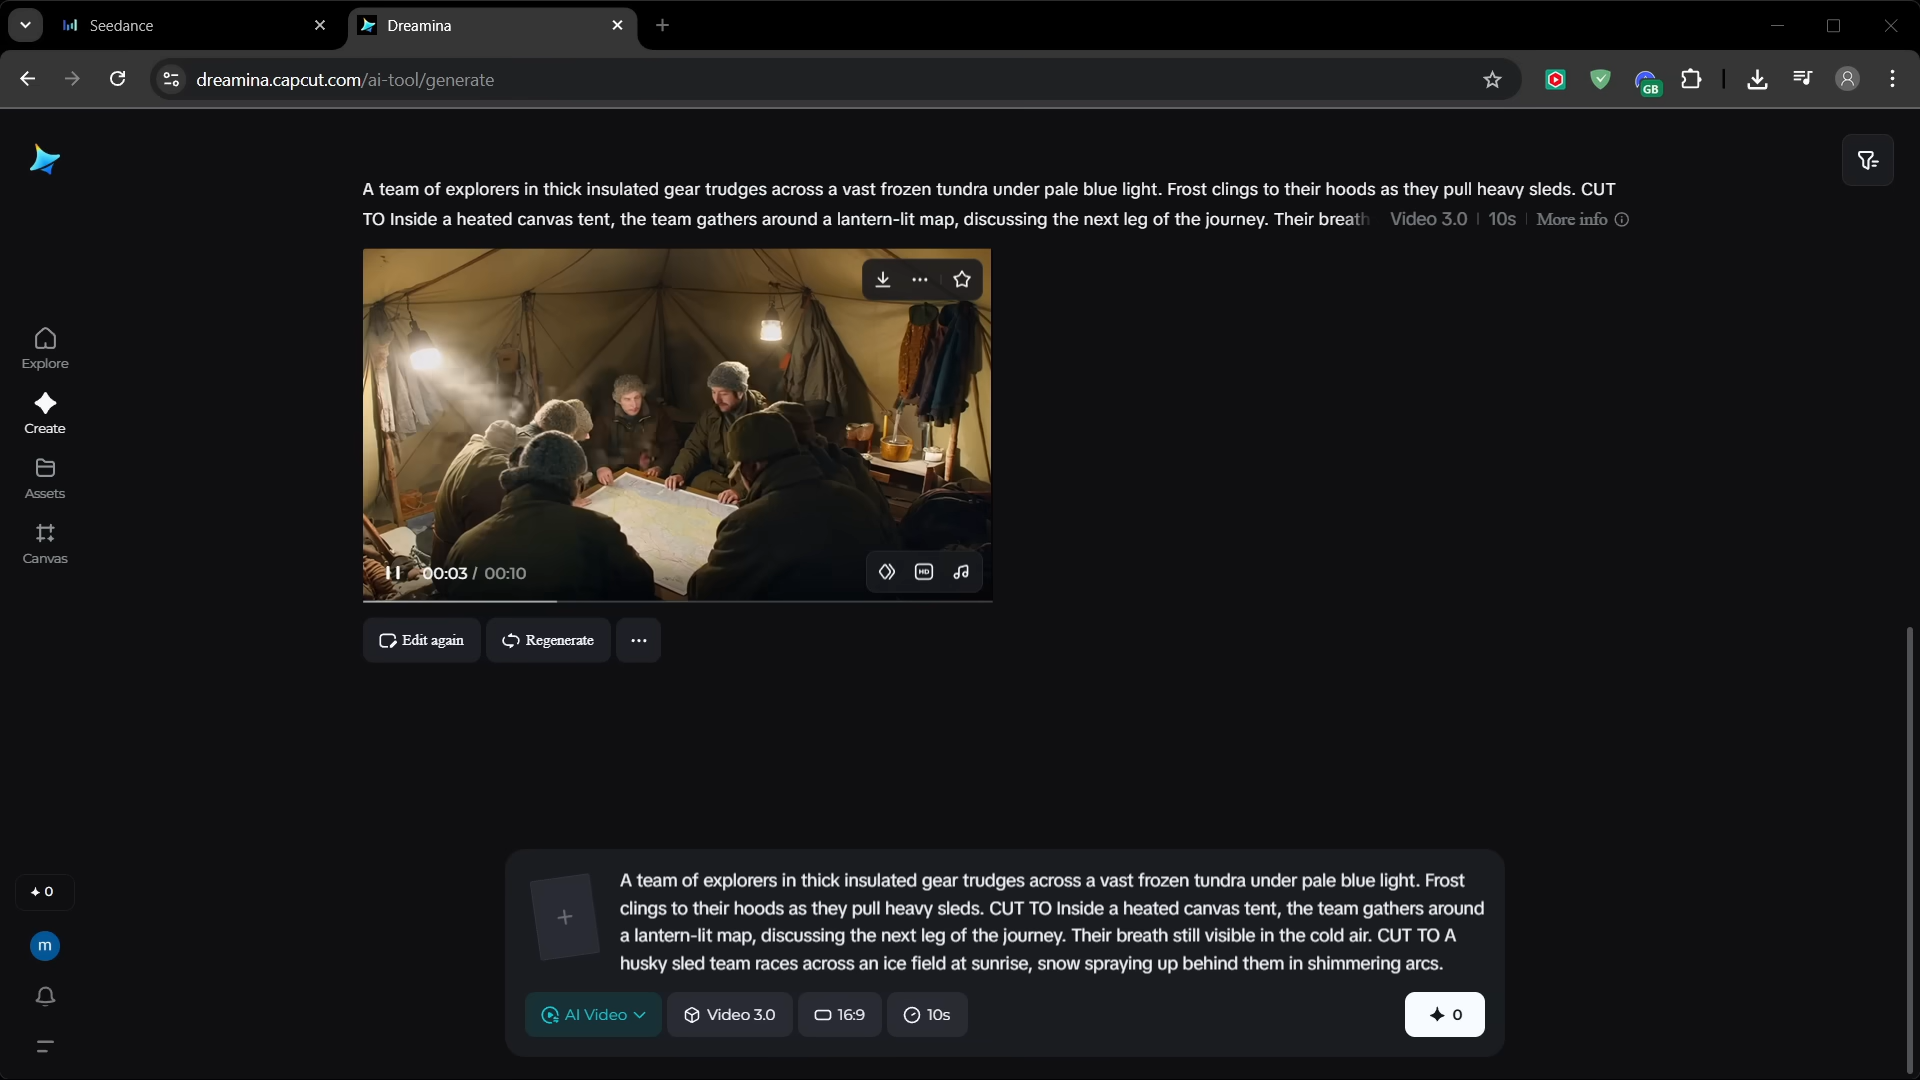 Seedance
Dreamina
dreamina.capcut.com/ai-tool/generate
GB
A team of explorers in thick insulated gear trudges across a vast frozen tundra under pale blue light. Frost clings to their hoods as they pull heavy sleds. CUT
TO Inside a heated canvas tent, the team gathers around a lantern-lit map, discussing the next leg of the journey. Their breath Video 3.0 | 10s | More info
Explore
Create
Assets
Canvas
00:03 / 00:10
HD
Edit again
Regenerate
0
m
A team of explorers in thick insulated gear trudges across a vast frozen tundra under pale blue light. Frost
clings to their hoods as they pull heavy sleds. CUT TO Inside a heated canvas tent, the team gathers around
a lantern-lit map, discussing the next leg of the journey. Their breath still visible in the cold air. CUT TO A
husky sled team races across an ice field at sunrise, snow spraying up behind them in shimmering arcs.
AI Video
Video 3.0
16:9
10s
0